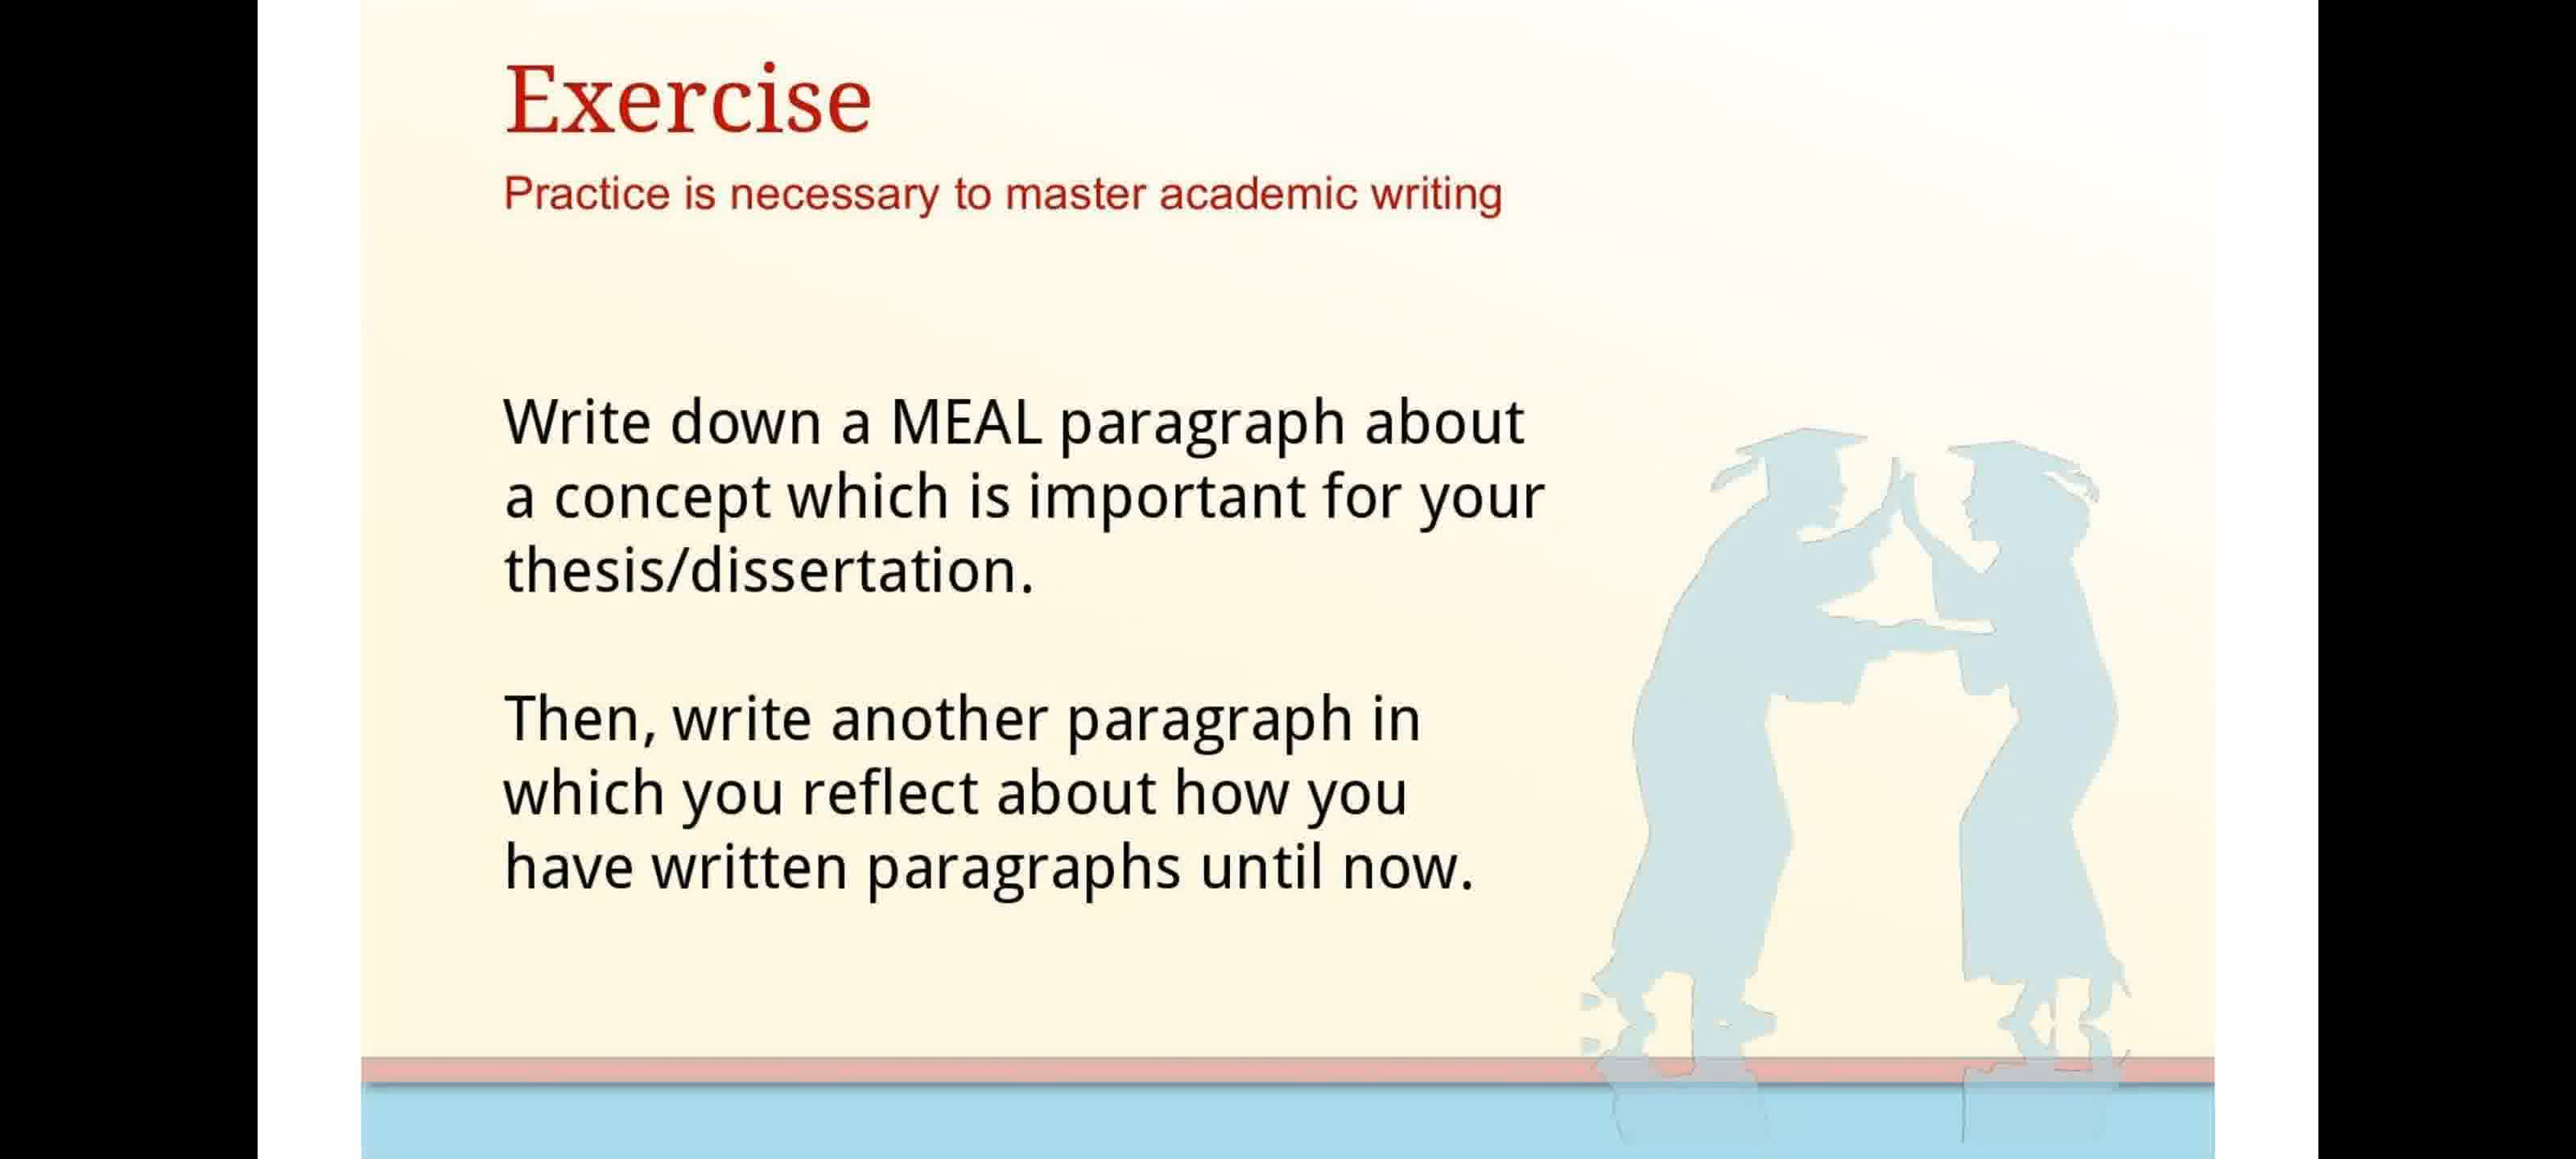 Exercise
Practice is necessary to master academic writing
Write down a MEAL paragraph about
a concept which is important for your
thesis/dissertation.
Then, write another paragraph in
which you reflect about how you
have written paragraphs until now.